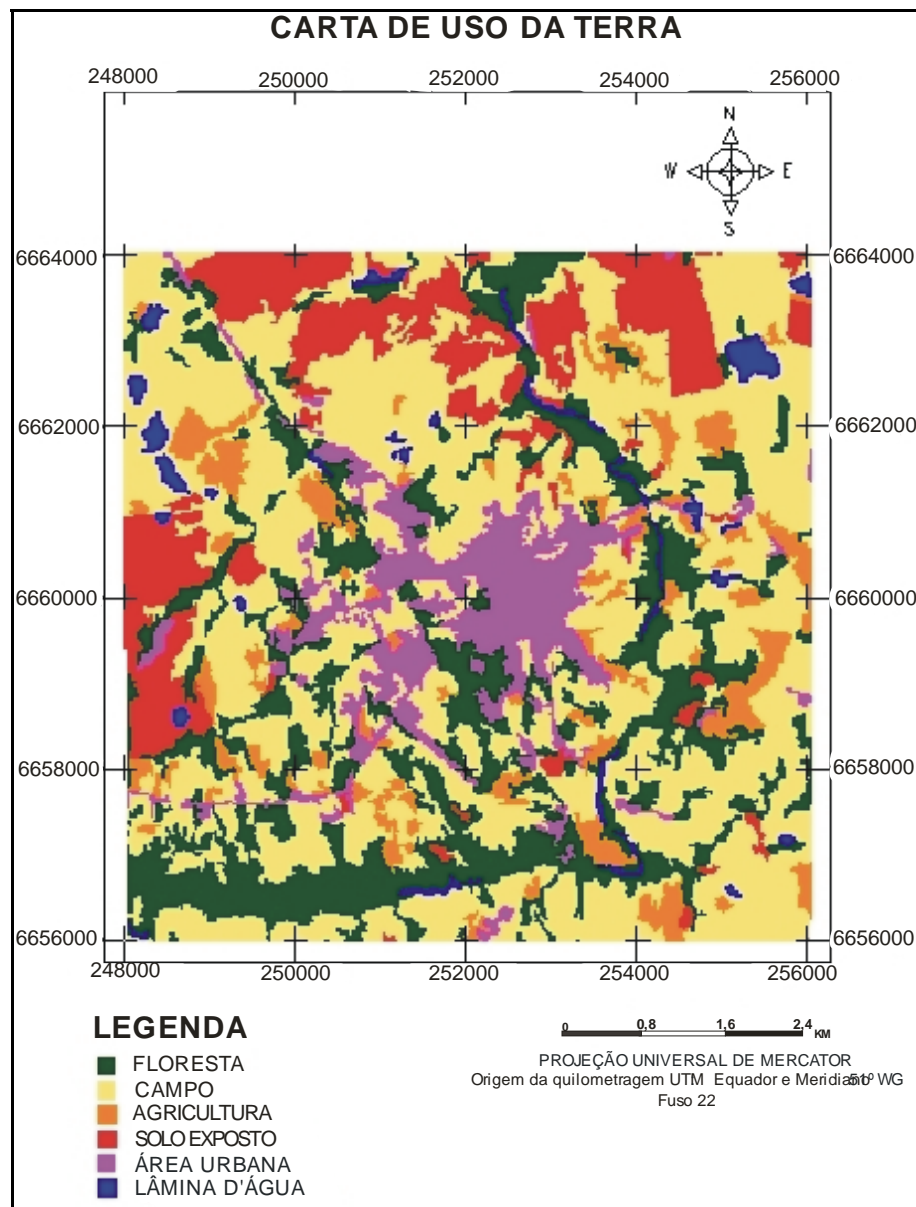 CARTA DE USO DA TERRA
248000 250000 252000 254000 256000
N
W E
S
6664000 6664000
6662000 6662000
6660000 6660000
6658000 6658000
6656000 6656000
248000 250000 252000 254000 256000
LEGENDA
FLORESTA
CAMPO
AGRICULTURA
SOLO EXPOSTO
ÁREA URBANA
LÂMINA D'ÁGUA
0 0,8 1,6 2,4 KM
PROJEÇÃO UNIVERSAL DE MERCATOR
Origem da quilometragem UTM Equador e WG
Fuso 22